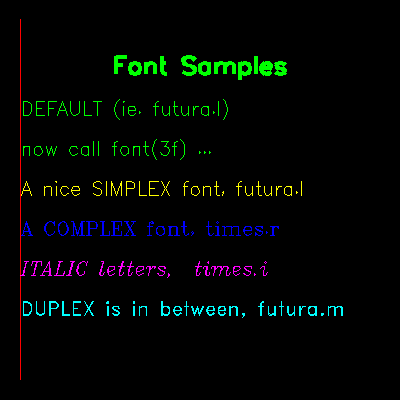 Font Samples
DEFAULT (ie. futura.l)
now call font(3f) ...
A nice SIMPLEX font, futura.l
A COMPLEX font, times.r
ITALIC letters, times.i
DUPLEX is in between, futura.m